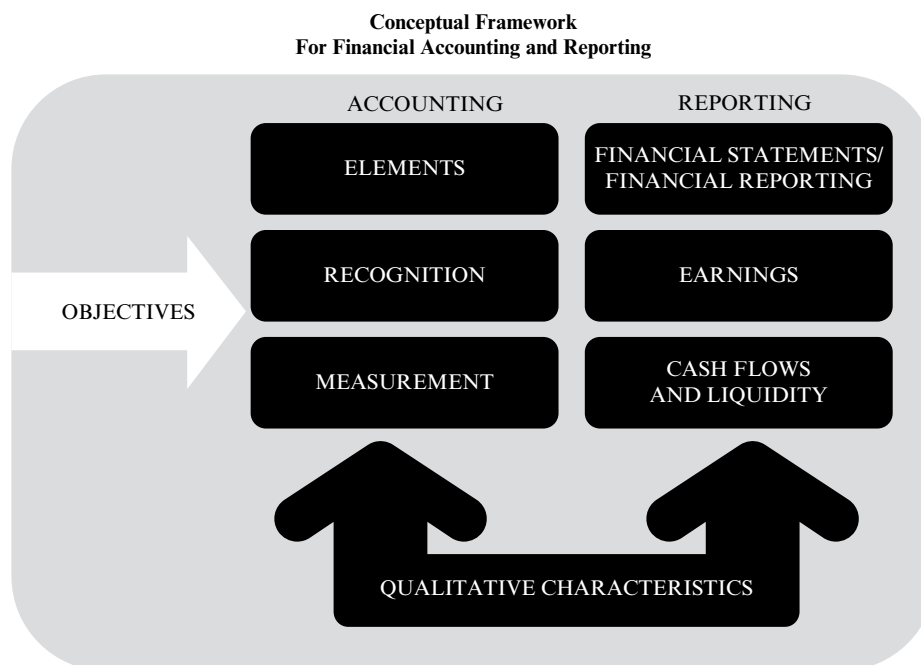 Conceptual Framework
For Financial Accounting and Reporting
ACCOUNTING
REPORTING
ELEMENTS
FINANCIAL STATEMENTS/
FINANCIAL REPORTING
OBJECTIVES
RECOGNITION
EARNINGS
MEASUREMENT
CASH FLOWS
AND LIQUIDITY
QUALITATIVE CHARACTERISTICS